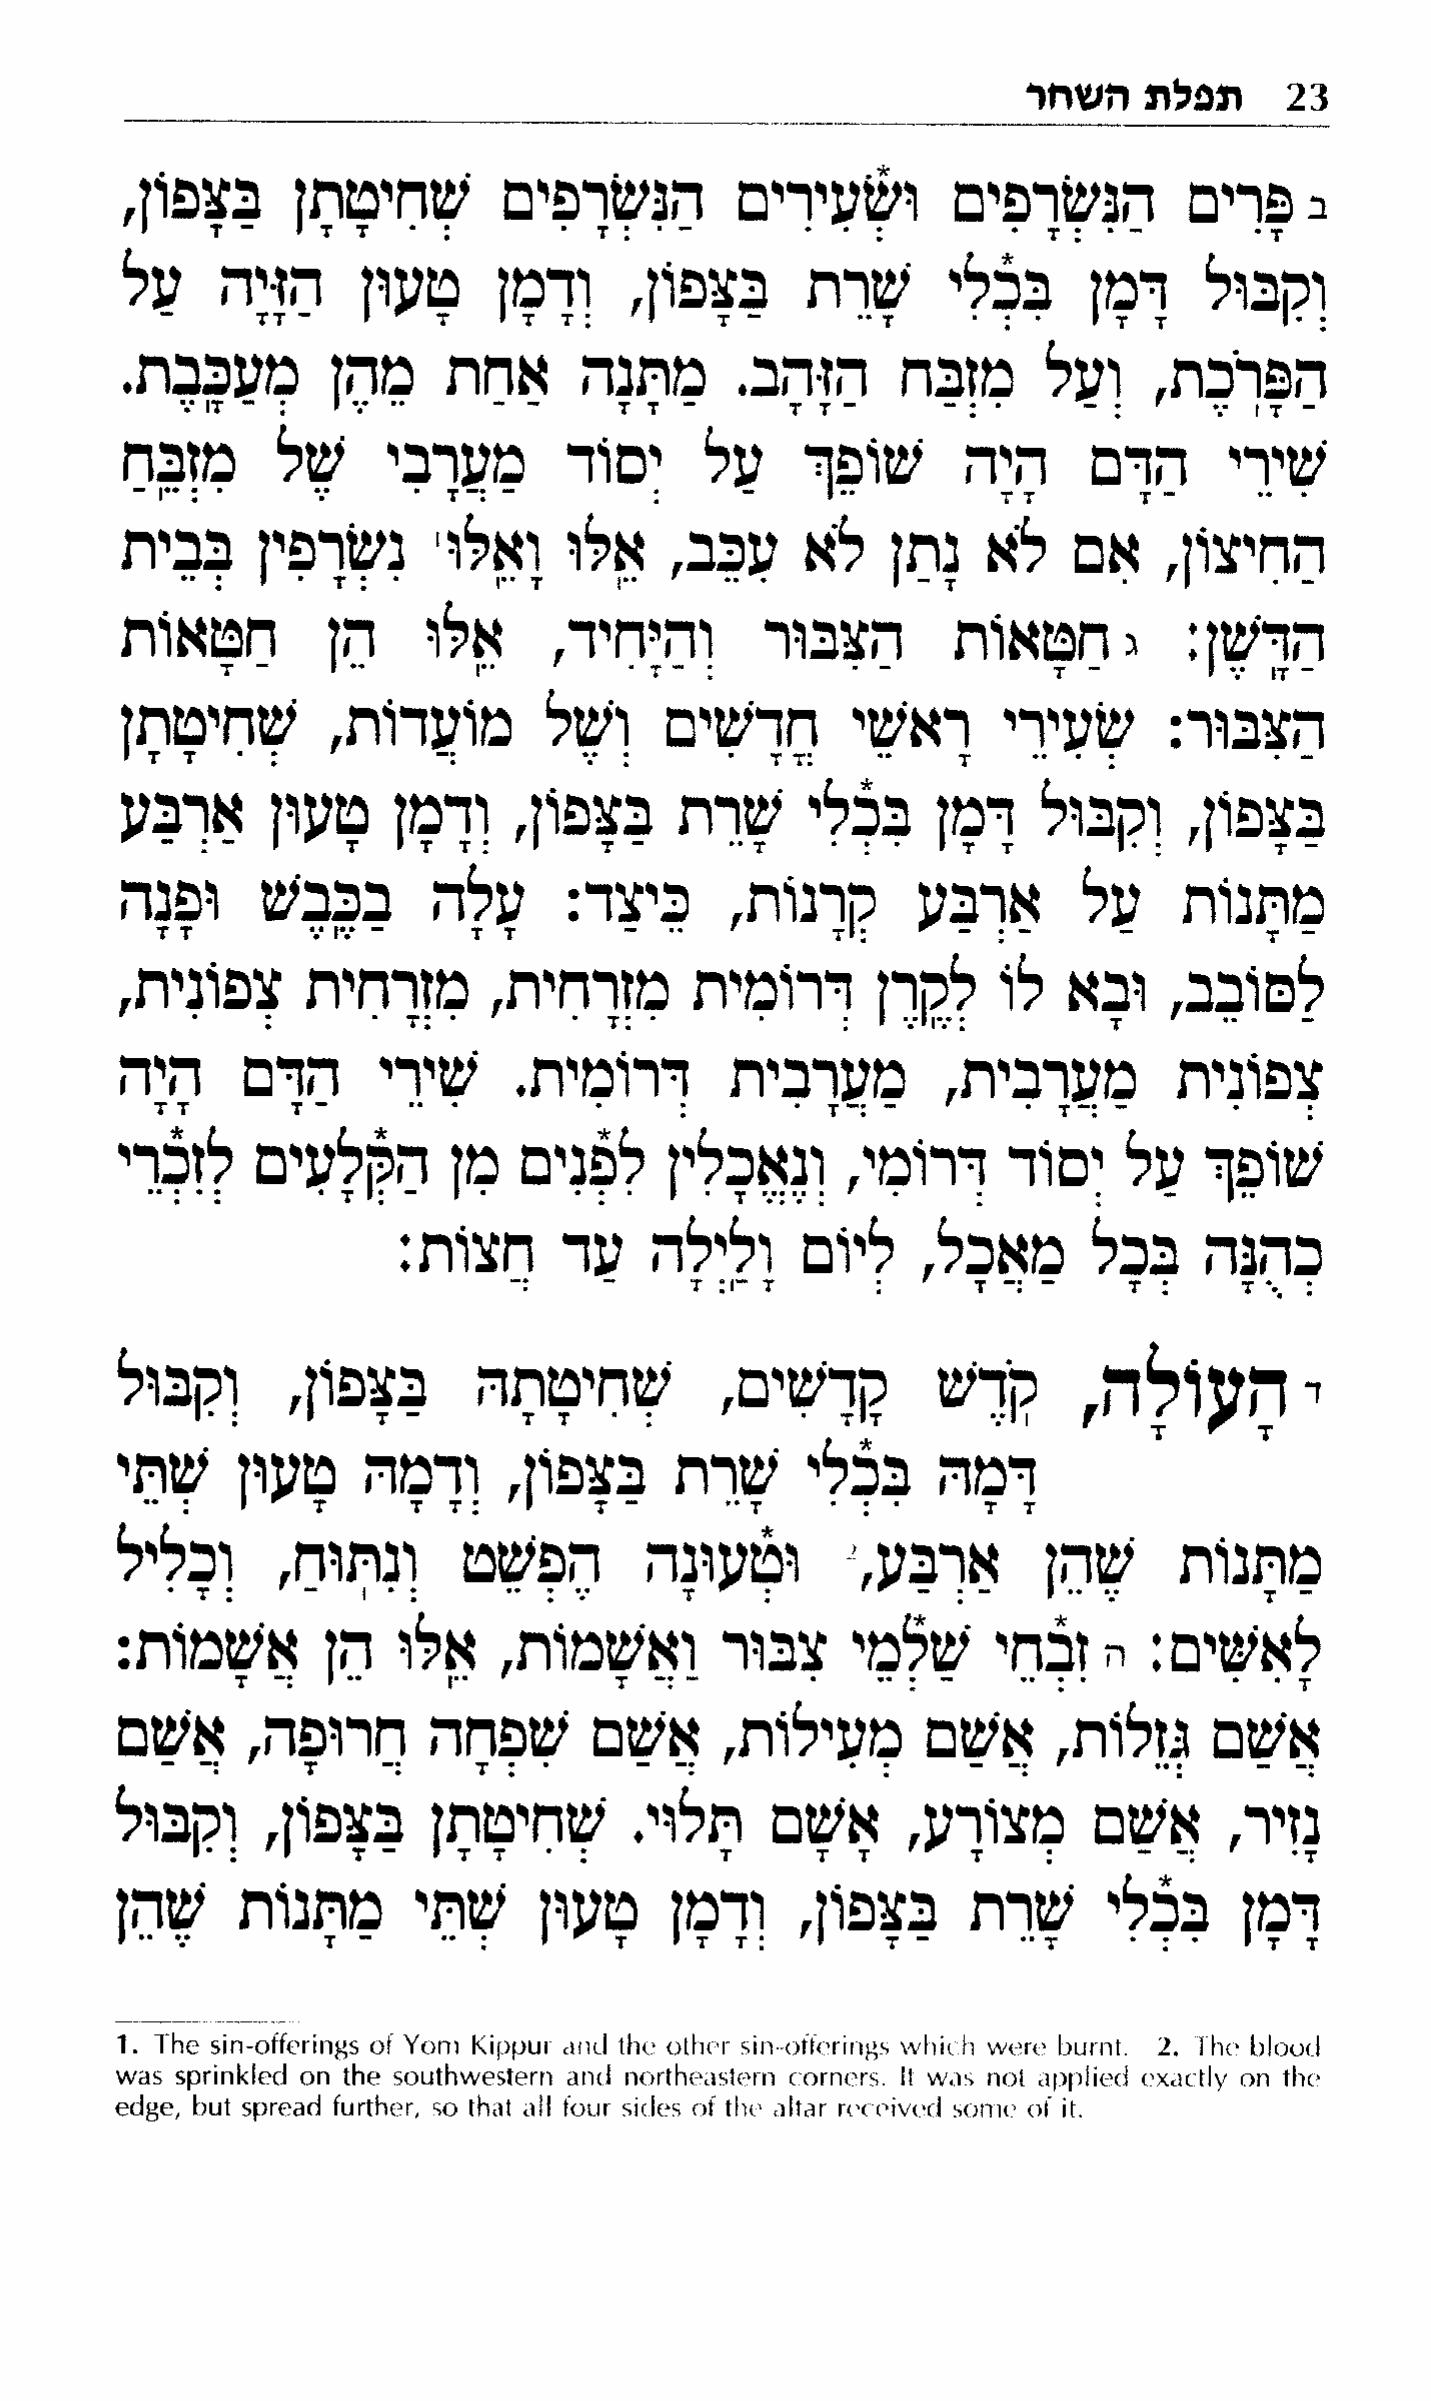 23 תפלת השחר
ב פָּרִים הַנִּשְׂרָפִים וּשְׂ֯עִירִים הַנִּשְׂרָפִים שְׁחִיטָתָן בַּצָּפוֹן,
וְקִבּוּל דָּמָן בִּכְ֯לִי שָׁרֵת בַּצָּפוֹן, וְדָמָן טָעוּן הַזָּיָה עַל
הַפָּרֽוֹכֶת, וְעַל מִזְבַּח הַזָּהָב. מַתָּנָה אַחַת מֵהֶן מְעַכָּֽבֶת.
שִׁירֵי הַדָּם הָיָה שׁוֹפֵךְ עַל יְסוֹד מַעֲרָבִי שֶׁל מִזְבֵּֽחַ
הַחִיצוֹן, אִם לֹא נָתַן לֹא עִכֵּב, אֵֽלּוּ וָאֵֽלּוּ¹ נִשְׂרָפִין בְּבֵית
הַדָּֽשֶׁן: ג חַטָּאוֹת הַצִּבּוּר וְהַיָּחִיד, אֵֽלּוּ הֵן חַטָּאוֹת
הַצִּבּוּר: שְׂעִירֵי רָאשֵׁי חֳדָשִׁים וְשֶׁל מוֹעֲדוֹת, שְׁחִיטָתָן
בַּצָּפוֹן, וְקִבּוּל דָּמָן בִּכְ֯לִי שָׁרֵת בַּצָּפוֹן, וְדָמָן טָעוּן אַרְבַּע
מַתָּנוֹת עַל אַרְבַּע קְרָנוֹת, כֵּיצַד: עָלָה בַכֶּֽבֶשׁ וּפָנָה
לַסּוֹבֵב, וּבָא לוֹ לְקֶֽרֶן דְּרוֹמִית מִזְרָחִית, מִזְרָחִית צְפוֹנִית,
צְפוֹנִית מַעֲרָבִית, מַעֲרָבִית דְּרוֹמִית. שִׁירֵי הַדָּם הָיָה
שׁוֹפֵךְ עַל יְסוֹד דְּרוֹמִי, וְנֶאֱכָלִין לִפְ֯נִים מִן הַקְּ֯לָעִים לְזִכְ֯רֵי
כְהֻנָּה בְּכָל מַאֲכָל, לְיוֹם וָלַֽיְלָה עַד חֲצוֹת:
ד הָעוֹלָה, קֹֽדֶשׁ קָדָשִׁים, שְׁחִיטָתָהּ בַּצָּפוֹן, וְקִבּוּל
דָּמָהּ בִּכְ֯לִי שָׁרֵת בַּצָּפוֹן, וְדָמָהּ טָעוּן שְׁתֵּי
מַתָּנוֹת שֶׁהֵן אַרְבַּע,² וּטְ֯עוּנָה הֶפְשֵׁט וְנִתּֽוּחַ, וְכָלִיל
לָאִשִּׁים: ה זִבְ֯חֵי שַׁלְ֯מֵי צִבּוּר וַאֲשָׁמוֹת, אֵֽלּוּ הֵן אֲשָׁמוֹת:
אֲשַׁם גְּזֵלוֹת, אֲשַׁם מְעִילוֹת, אֲשַׁם שִׁפְחָה חֲרוּפָה, אֲשַׁם
נָזִיר, אֲשַׁם מְצוֹרָע, אָשָׁם תָּלוּי. שְׁחִיטָתָן בַּצָּפוֹן, וְקִבּוּל
דָּמָן בִּכְ֯לִי שָׁרֵת בַּצָּפוֹן, וְדָמָן טָעוּן שְׁתֵּי מַתָּנוֹת שֶׁהֵן
1. The sin-offerings of Yom Kippur and the other sin-offerings which were burnt. 2. The blood
was sprinkled on the southwestern and northeastern corners. It was not applied exactly on the
edge, but spread further, so that all four sides of the altar received some of it.